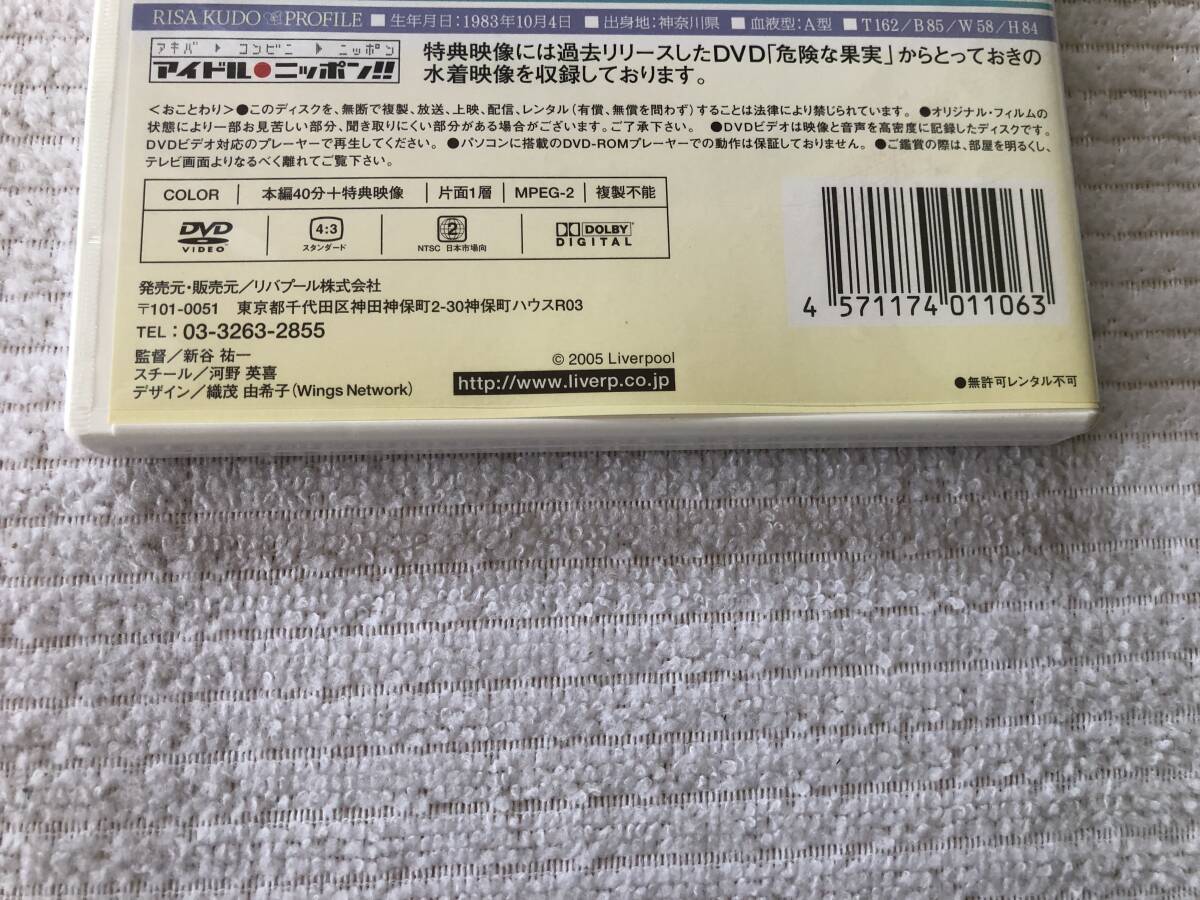 RISA KUDO PROFILE ■生年月日:1983年10月4日 ■出身地:神奈川県 ■血液型:A型 ■T162/B85/W58/H84
アキバ ▶ コンビニ ▶ ニッポン
アイドル●ニッポン!!
特典映像には過去リリースしたDVD「危険な果実」からとっておきの
水着映像を収録しております。
<おことわり>●このディスクを、無断で複製、放送、上映、配信、レンタル(有償、無償を問わず)することは法律により禁じられています。 ●オリジナル・フィルムの
状態により一部お見苦しい部分、聞き取りにくい部分がある場合がございます。ご了承下さい。 ●DVDビデオは映像と音声を高密度に記録したディスクです。
DVDビデオ対応のプレーヤーで再生してください。●パソコンに搭載のDVD-ROMプレーヤーでの動作は保証しておりません。●ご鑑賞の際は、部屋を明るくし、
テレビ画面よりなるべく離れてご覧下さい。
COLOR 本編40分+特典映像 片面1層 MPEG-2 複製不能
DVD VIDEO 4:3 スタンダード 2 NTSC 日本市場向 DOLBY DIGITAL
発売元・販売元/リバプール株式会社
〒101-0051 東京都千代田区神田神保町2-30神保町ハウスR03
TEL:03-3263-2855
監督/新谷 祐一
スチール/河野 英喜
デザイン/織茂 由希子(Wings Network)
© 2005 Liverpool
http://www.liverp.co.jp
4 571174 011063
●無許可レンタル不可